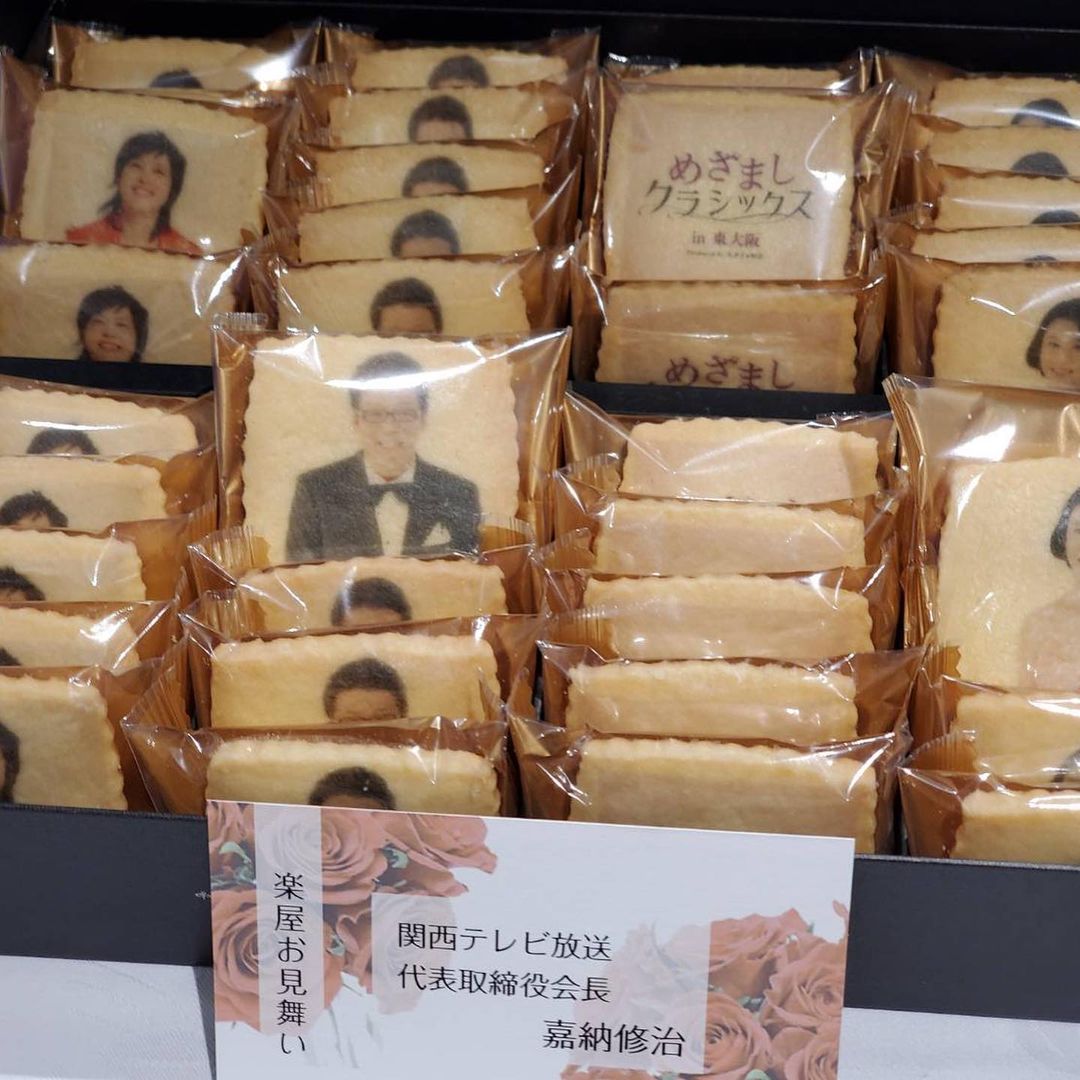 めざまし
クラシックス
in 東大阪
めざまし
楽屋お見舞い
関西テレビ放送
代表取締役会長
嘉納修治